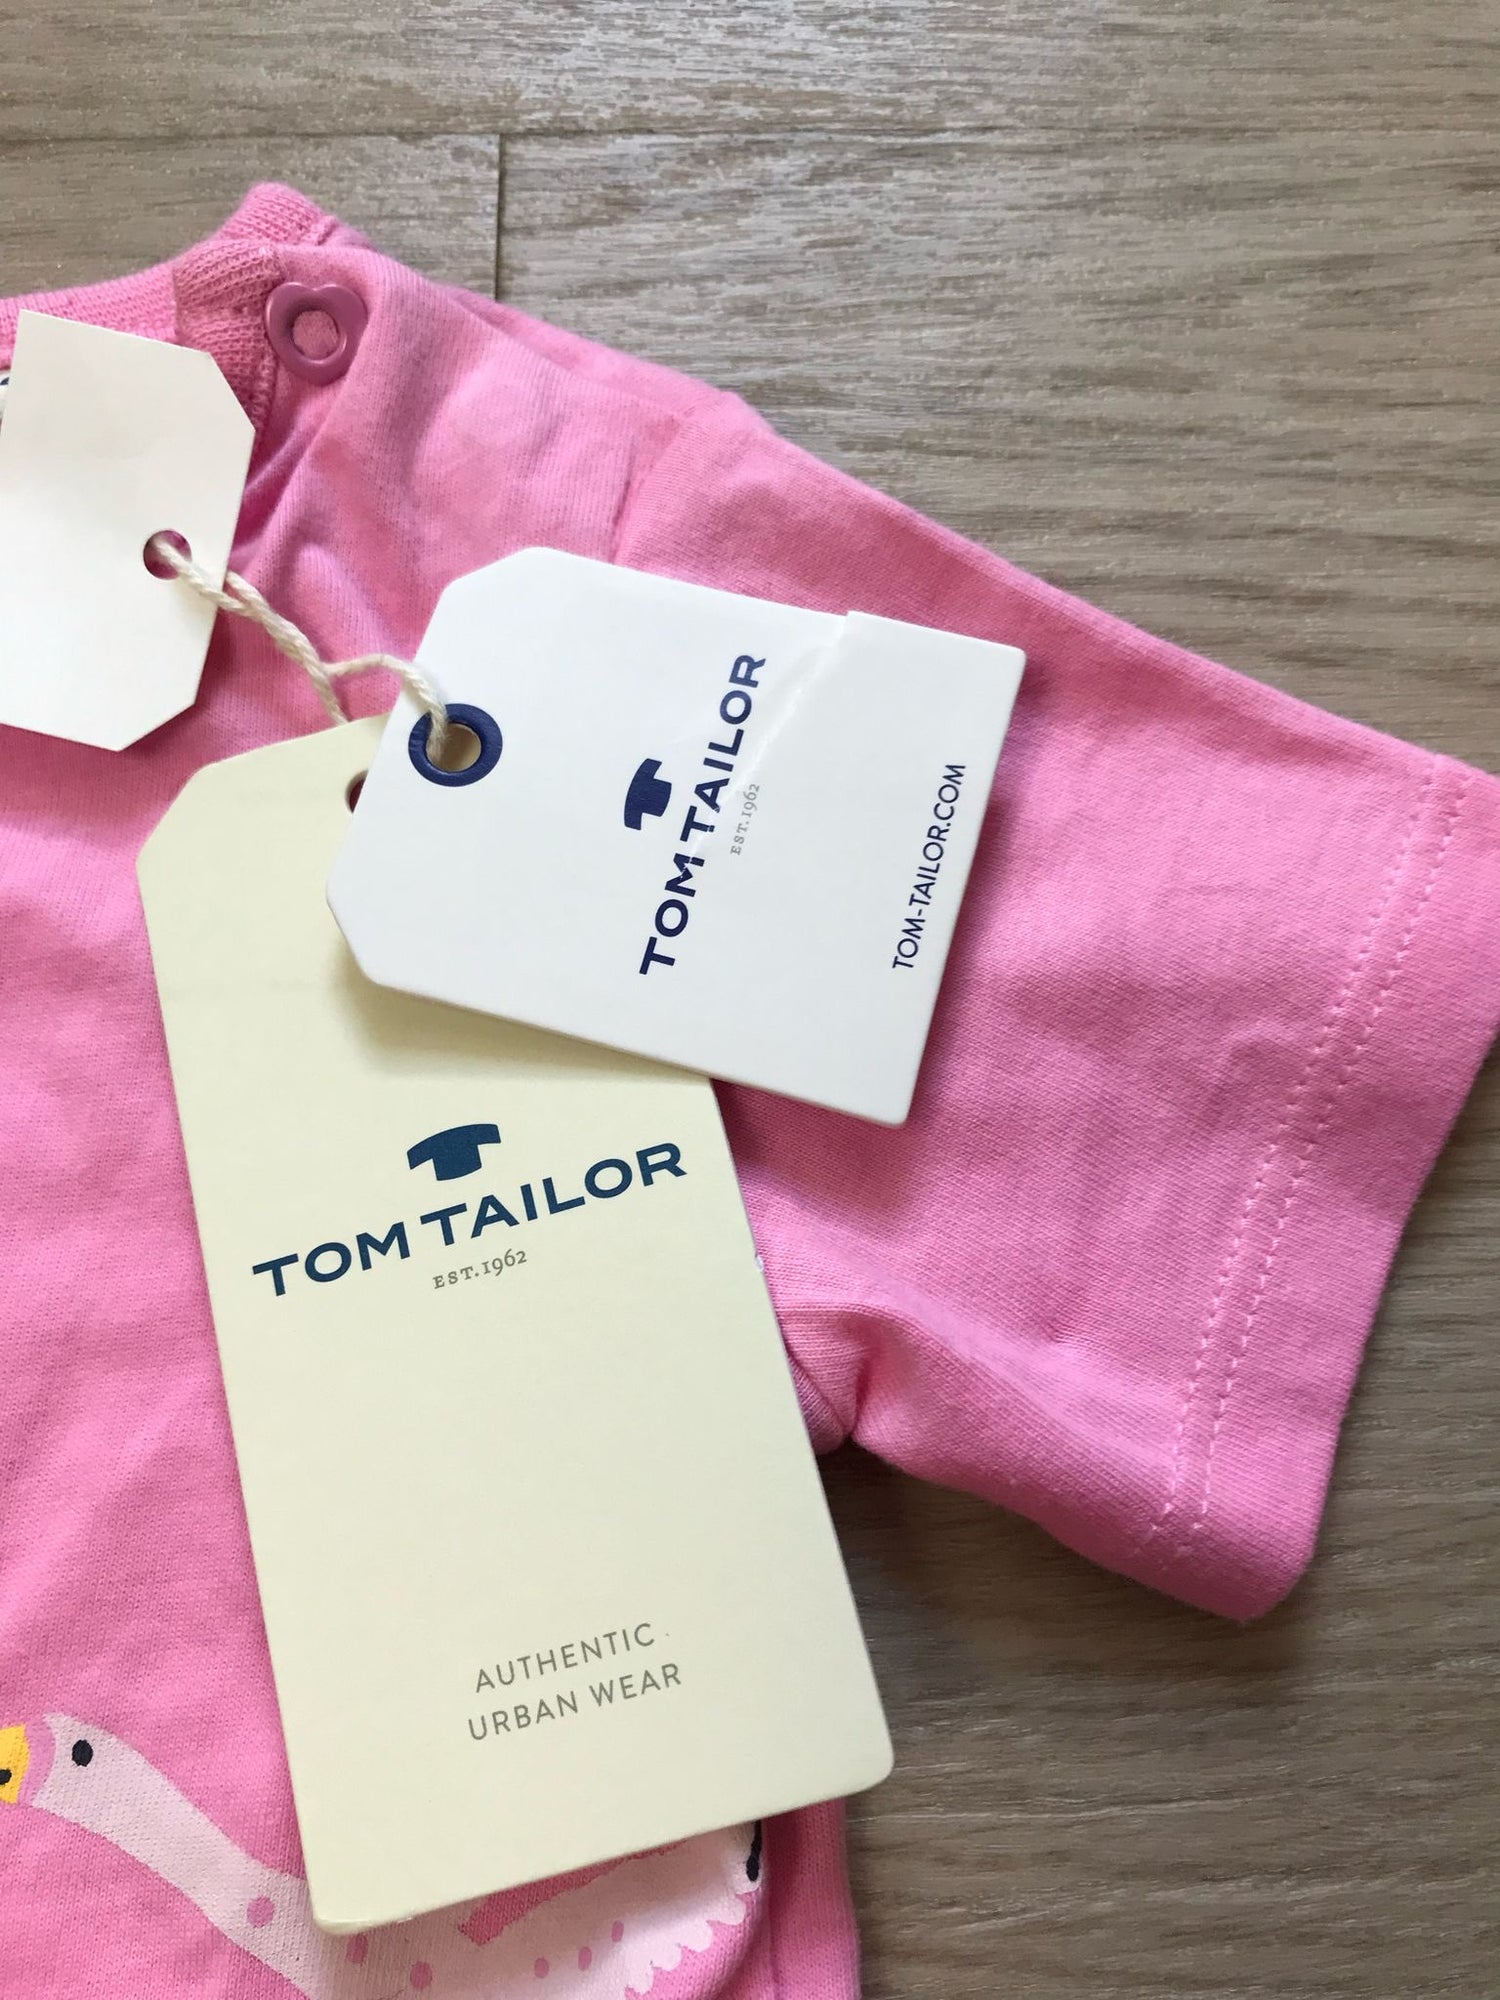 TOM TAILOR
EST.1962
TOM-TAILOR.COM
TOM TAILOR
EST.1962
AUTHENTIC
URBAN WEAR